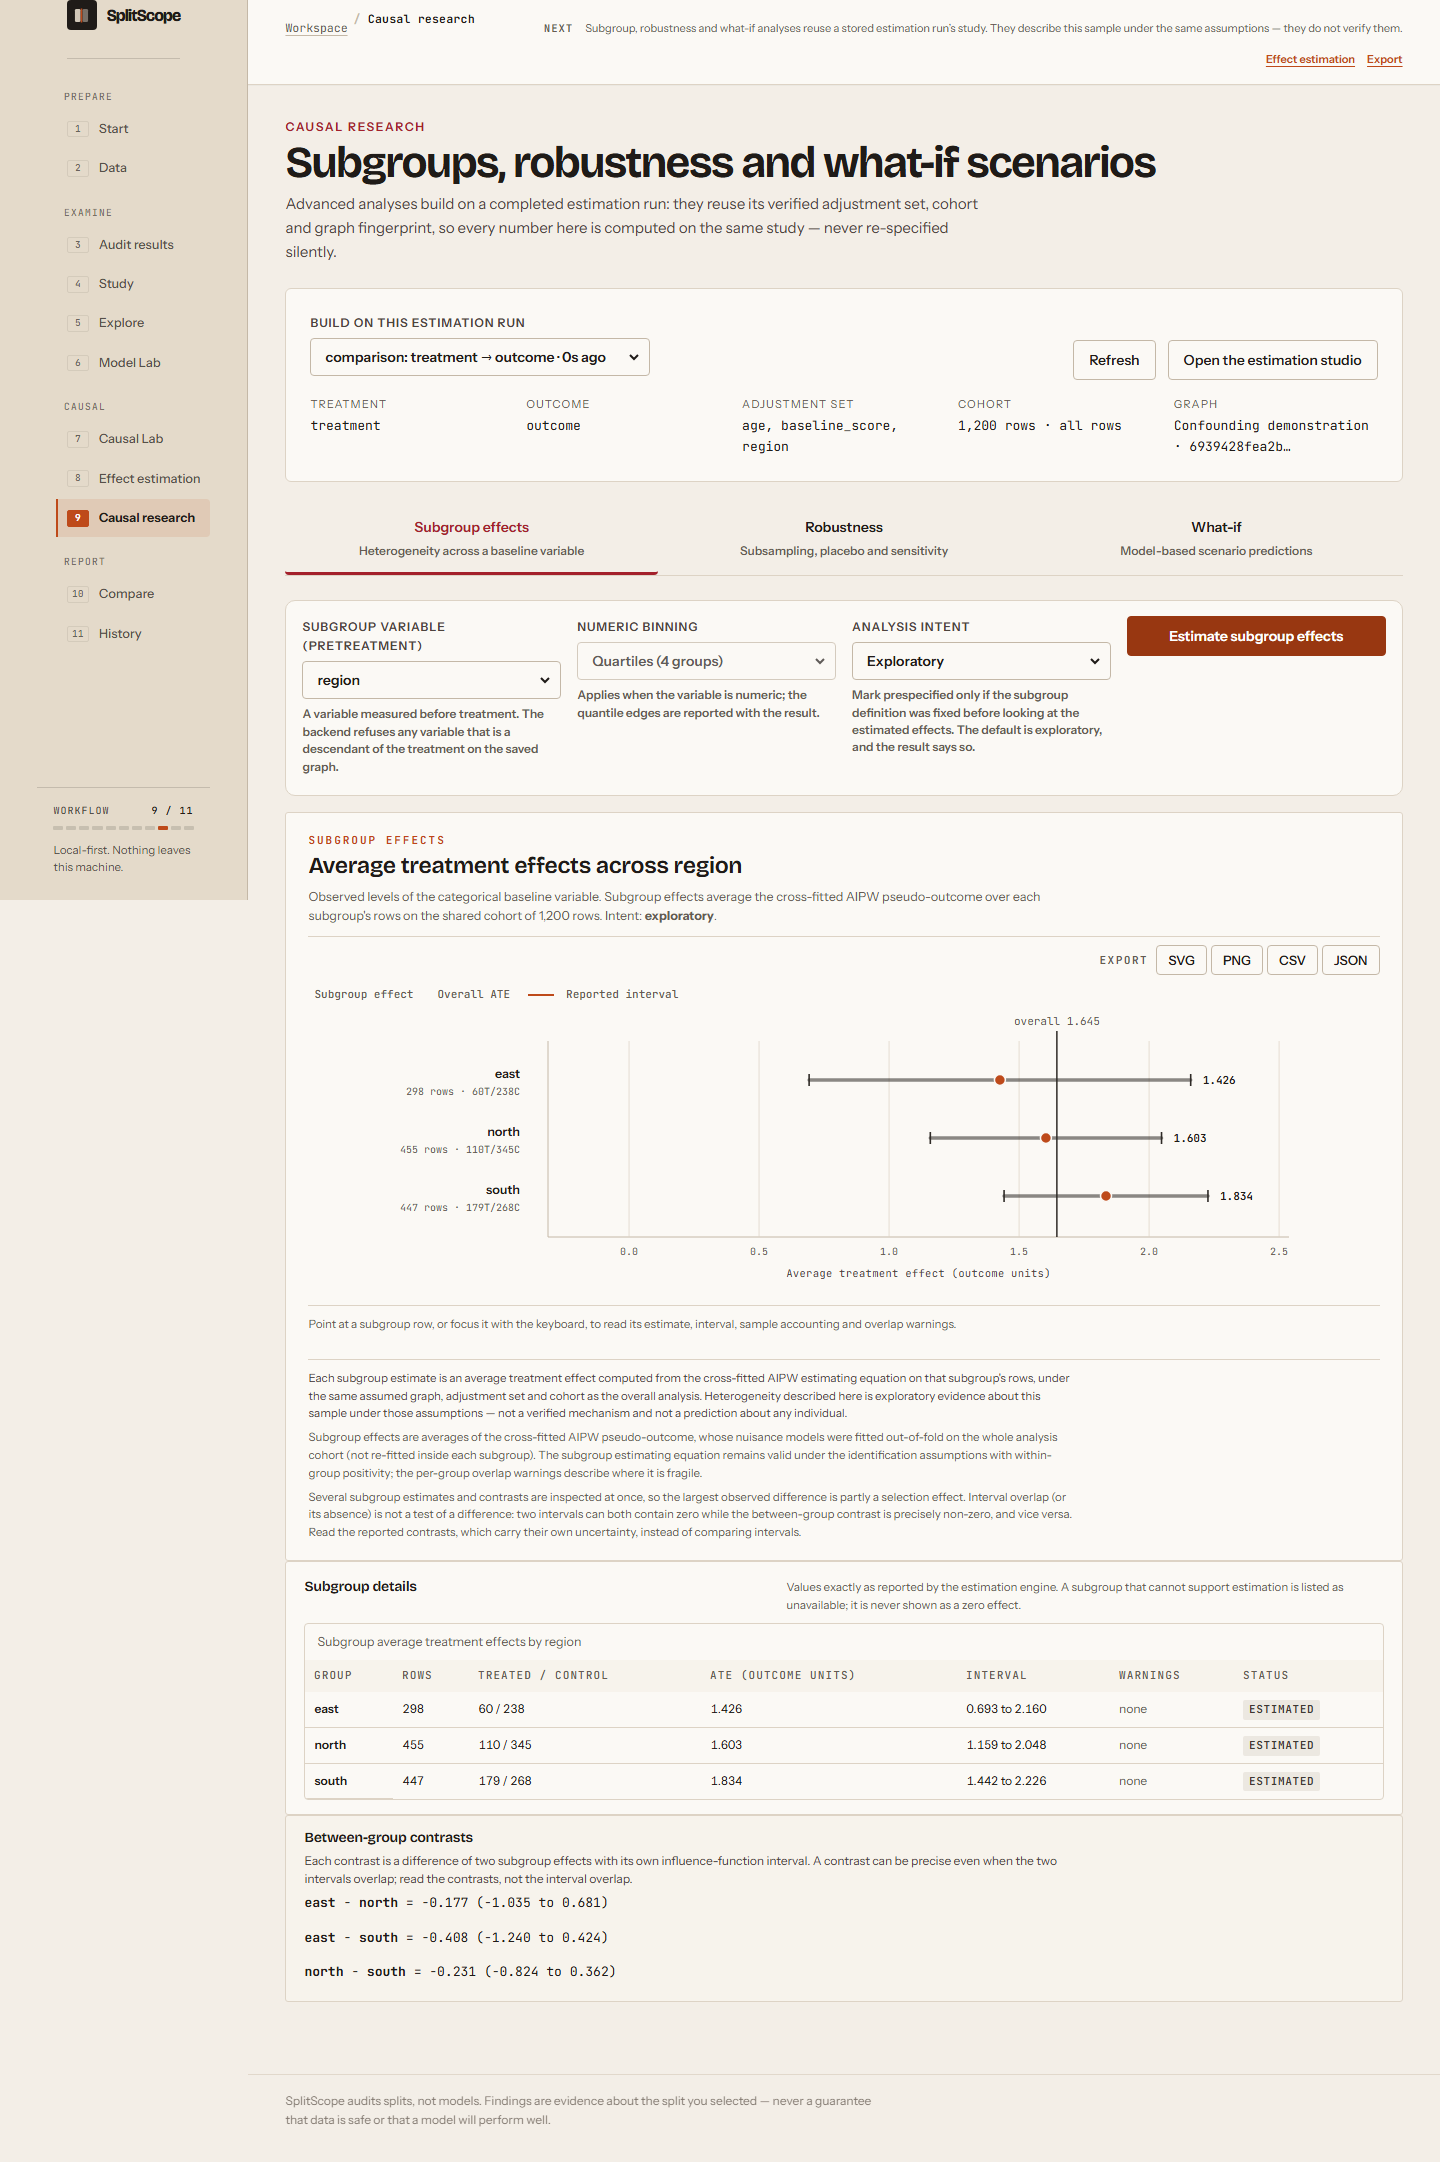 SplitScope
PREPARE
1 Start
2 Data
EXAMINE
3 Audit results
4 Study
5 Explore
6 Model Lab
CAUSAL
7 Causal Lab
8 Effect estimation
9 Causal research
REPORT
10 Compare
11 History
WORKFLOW 9 / 11
Local-first. Nothing leaves
this machine.
Workspace / Causal research
NEXT Subgroup, robustness and what-if analyses reuse a stored estimation run's study. They describe this sample under the same assumptions — they do not verify them.
Effect estimation Export
CAUSAL RESEARCH
Subgroups, robustness and what-if scenarios
Advanced analyses build on a completed estimation run: they reuse its verified adjustment set, cohort
and graph fingerprint, so every number here is computed on the same study — never re-specified
silently.
BUILD ON THIS ESTIMATION RUN
comparison: treatment → outcome · 0s ago
Refresh Open the estimation studio
TREATMENT OUTCOME ADJUSTMENT SET COHORT GRAPH
treatment outcome age, baseline_score, 1,200 rows · all rows Confounding demonstration
region · 6939428fea2b…
Subgroup effects Robustness What-if
Heterogeneity across a baseline variable Subsampling, placebo and sensitivity Model-based scenario predictions
SUBGROUP VARIABLE
(PRETREATMENT)
region
A variable measured before treatment. The
backend refuses any variable that is a
descendant of the treatment on the saved
graph.
NUMERIC BINNING
Quartiles (4 groups)
Applies when the variable is numeric; the
quantile edges are reported with the result.
ANALYSIS INTENT
Exploratory
Mark prespecified only if the subgroup
definition was fixed before looking at the
estimated effects. The default is exploratory,
and the result says so.
Estimate subgroup effects
SUBGROUP EFFECTS
Average treatment effects across region
Observed levels of the categorical baseline variable. Subgroup effects average the cross-fitted AIPW pseudo-outcome over each
subgroup's rows on the shared cohort of 1,200 rows. Intent: exploratory.
EXPORT SVG PNG CSV JSON
Subgroup effect Overall ATE Reported interval
overall 1.645
east
298 rows · 60T/238C
1.426
north
455 rows · 110T/345C
1.603
south
447 rows · 179T/268C
1.834
0.0 0.5 1.0 1.5 2.0 2.5
Average treatment effect (outcome units)
Point at a subgroup row, or focus it with the keyboard, to read its estimate, interval, sample accounting and overlap warnings.
Each subgroup estimate is an average treatment effect computed from the cross-fitted AIPW estimating equation on that subgroup's rows, under
the same assumed graph, adjustment set and cohort as the overall analysis. Heterogeneity described here is exploratory evidence about this
sample under those assumptions — not a verified mechanism and not a prediction about any individual.
Subgroup effects are averages of the cross-fitted AIPW pseudo-outcome, whose nuisance models were fitted out-of-fold on the whole analysis
cohort (not re-fitted inside each subgroup). The subgroup estimating equation remains valid under the identification assumptions with within-
group positivity; the per-group overlap warnings describe where it is fragile.
Several subgroup estimates and contrasts are inspected at once, so the largest observed difference is partly a selection effect. Interval overlap (or
its absence) is not a test of a difference: two intervals can both contain zero while the between-group contrast is precisely non-zero, and vice versa.
Read the reported contrasts, which carry their own uncertainty, instead of comparing intervals.
Subgroup details
Values exactly as reported by the estimation engine. A subgroup that cannot support estimation is listed as
unavailable; it is never shown as a zero effect.
Subgroup average treatment effects by region
GROUP ROWS TREATED / CONTROL ATE (OUTCOME UNITS) INTERVAL WARNINGS STATUS
east 298 60 / 238 1.426 0.693 to 2.160 none ESTIMATED
north 455 110 / 345 1.603 1.159 to 2.048 none ESTIMATED
south 447 179 / 268 1.834 1.442 to 2.226 none ESTIMATED
Between-group contrasts
Each contrast is a difference of two subgroup effects with its own influence-function interval. A contrast can be precise even when the two
intervals overlap; read the contrasts, not the interval overlap.
east - north = -0.177 (-1.035 to 0.681)
east - south = -0.408 (-1.240 to 0.424)
north - south = -0.231 (-0.824 to 0.362)
SplitScope audits splits, not models. Findings are evidence about the split you selected — never a guarantee
that data is safe or that a model will perform well.